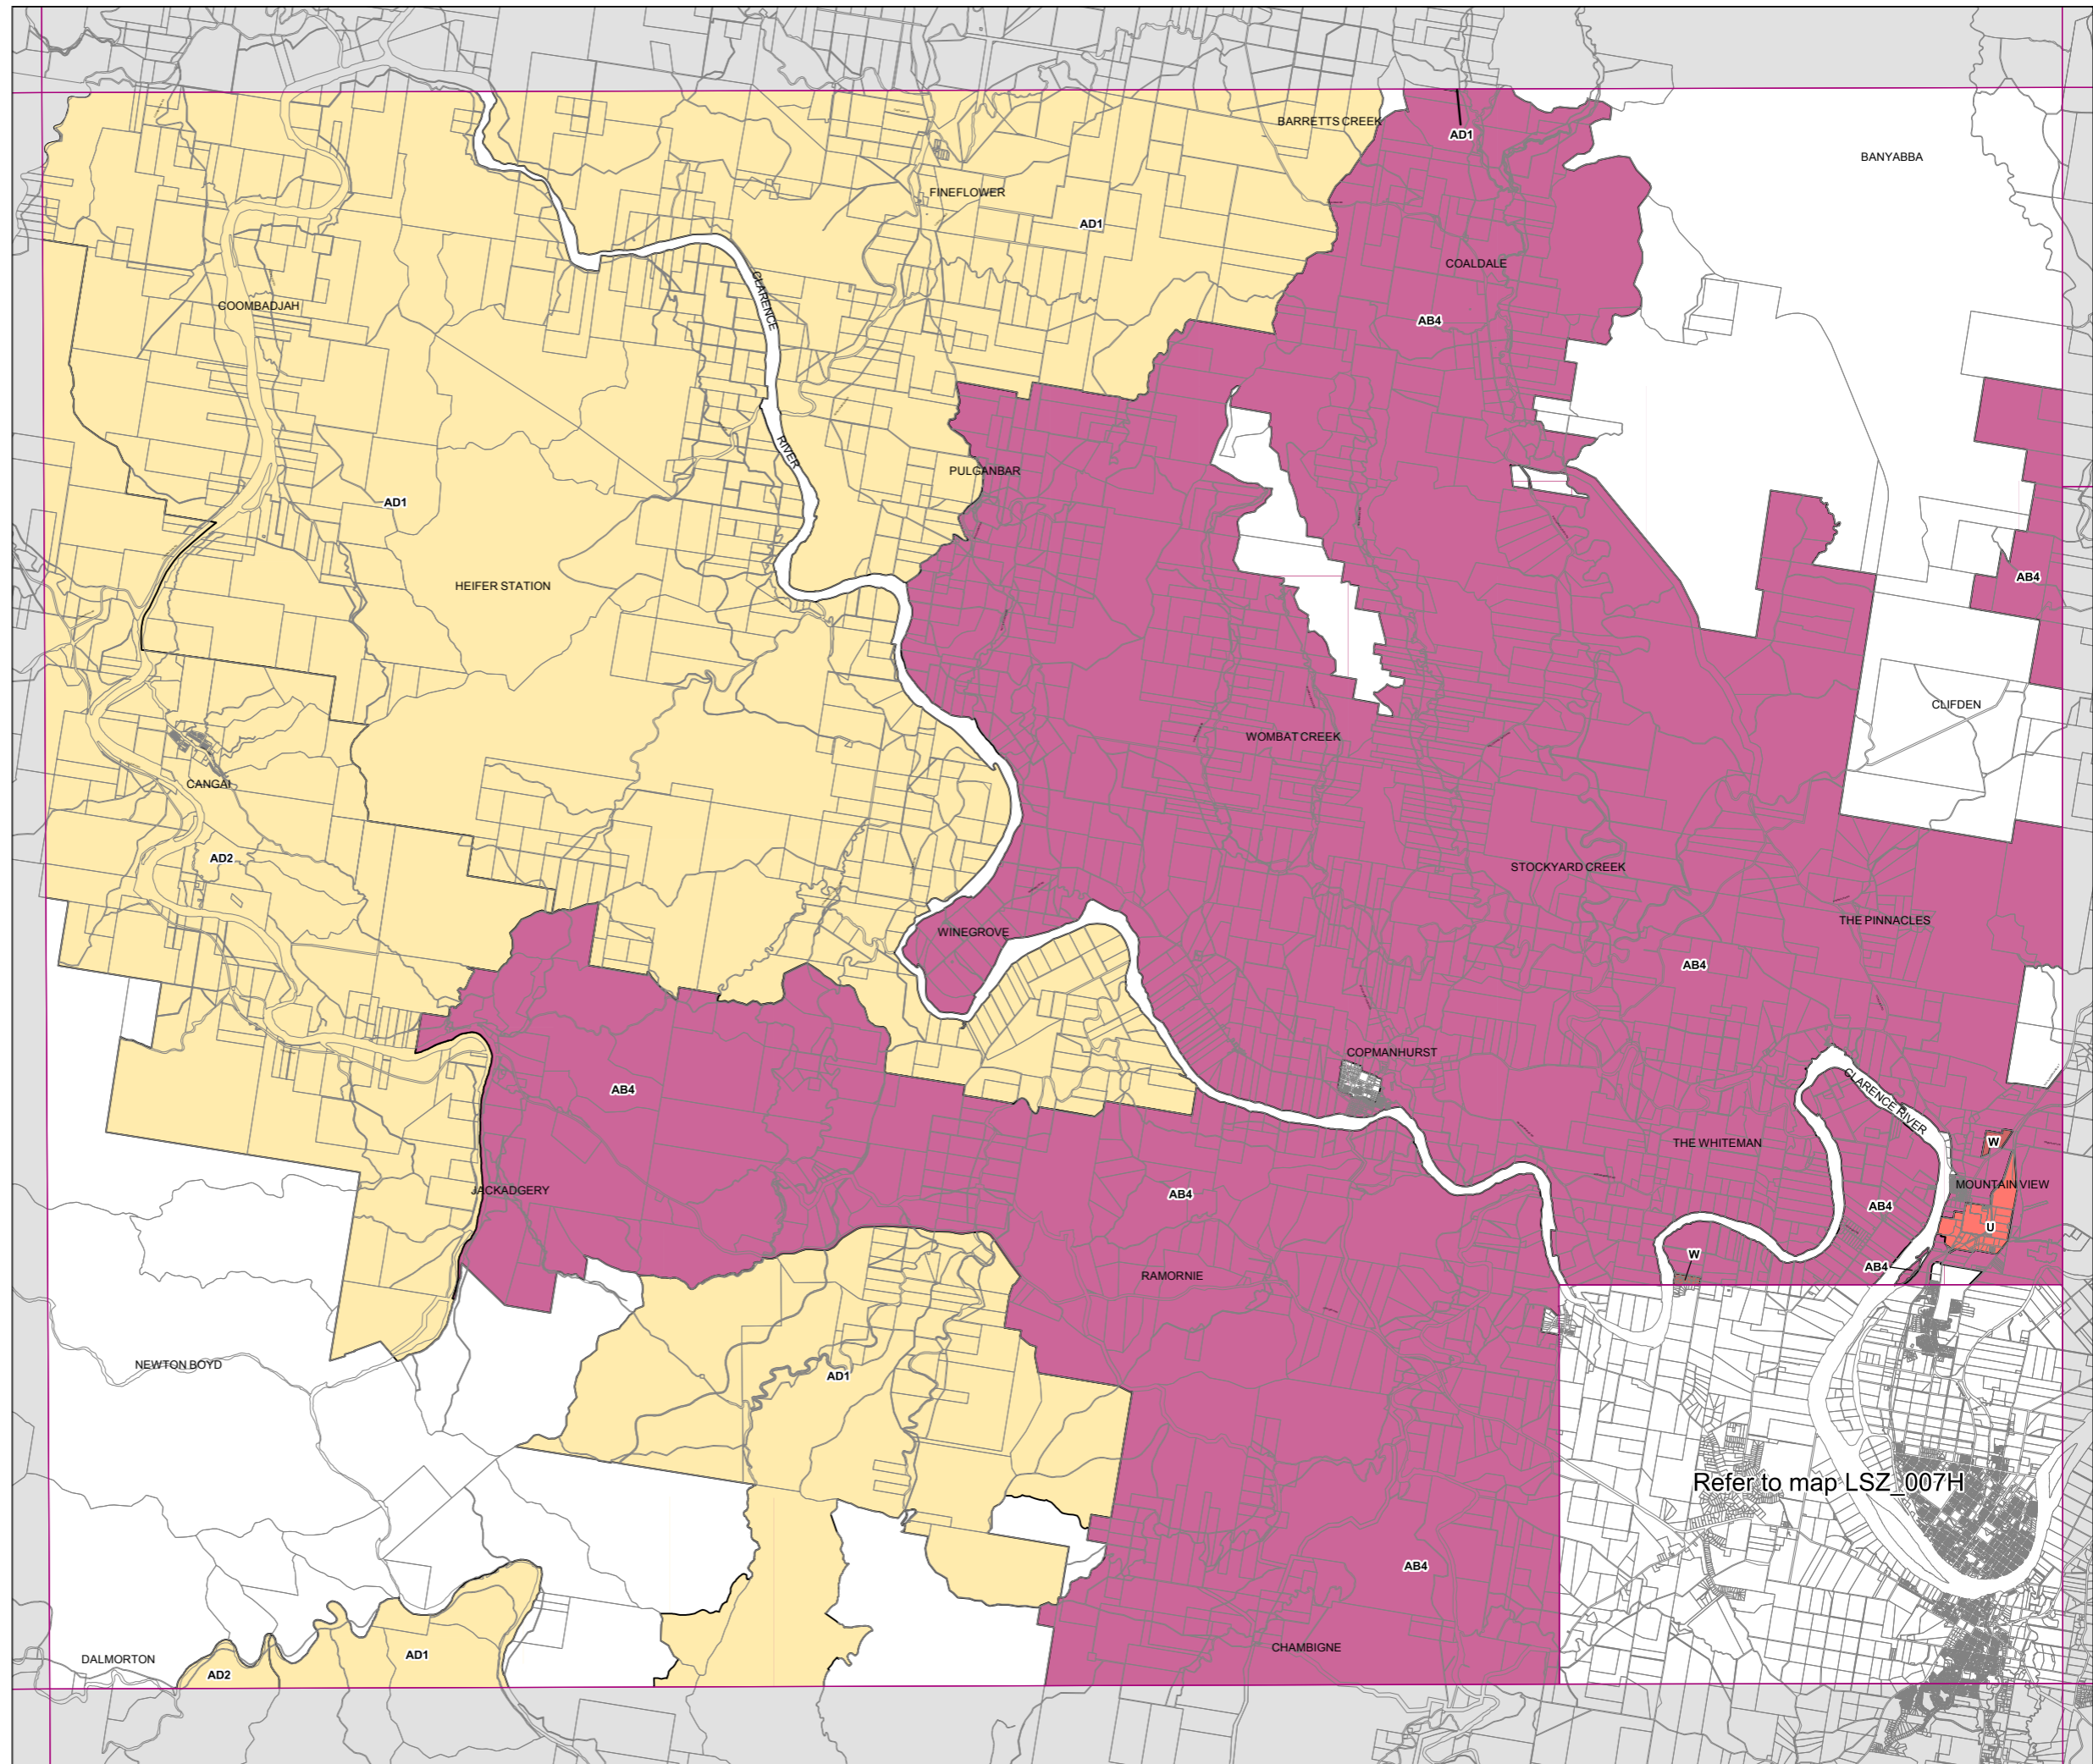 BARRETTS CREEK
AD1
BANYABBA
FINEFLOWER
AD1
COALDALE
CLARENCE
COOMBADJAH
AB4
RIVER
PULGANBAR
AD1
AB4
HEIFER STATION
CLIFDEN
WOMBAT CREEK
CANGAI
AD2
STOCKYARD CREEK
THE PINNACLES
WINEGROVE
AB4
COPMANHURST
AB4
CLARENCE RIVER
THE WHITEMAN
W
MOUNTAIN VIEW
JACKADGERY
AB4
AB4
U
W
AB4
RAMORNIE
NEWTON BOYD
AD1
Refer to map LSZ_007H
AB4
CHAMBIGNE
DALMORTON
AD1
AD2